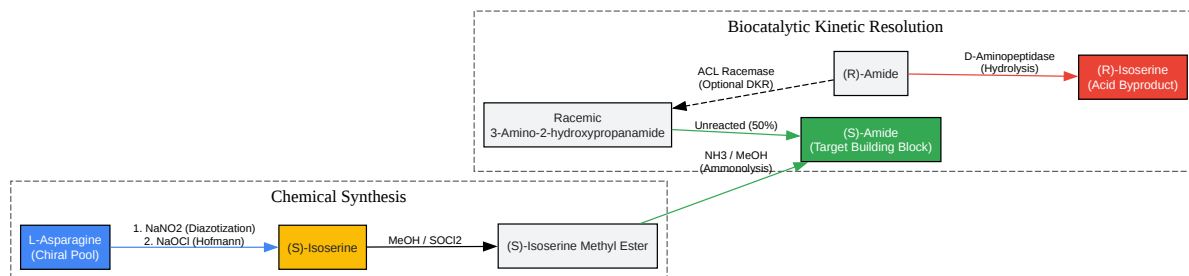 Biocatalytic Kinetic Resolution
D-Aminopeptidase
(Hydrolysis)
(R)-Amide
(R)-Isoserine
(Acid Byproduct)
ACL Racemase
(Optional DKR)
Racemic
3-Amino-2-hydroxypropanamide
Unreacted (50%)
(S)-Amide
(Target Building Block)
NH3 / MeOH
(Ammonolysis)
Chemical Synthesis
L-Asparagine
(Chiral Pool)
1. NaNO2 (Diazotization)
2. NaOCl (Hofmann)
(S)-Isoserine
MeOH / SOCl2
(S)-Isoserine Methyl Ester